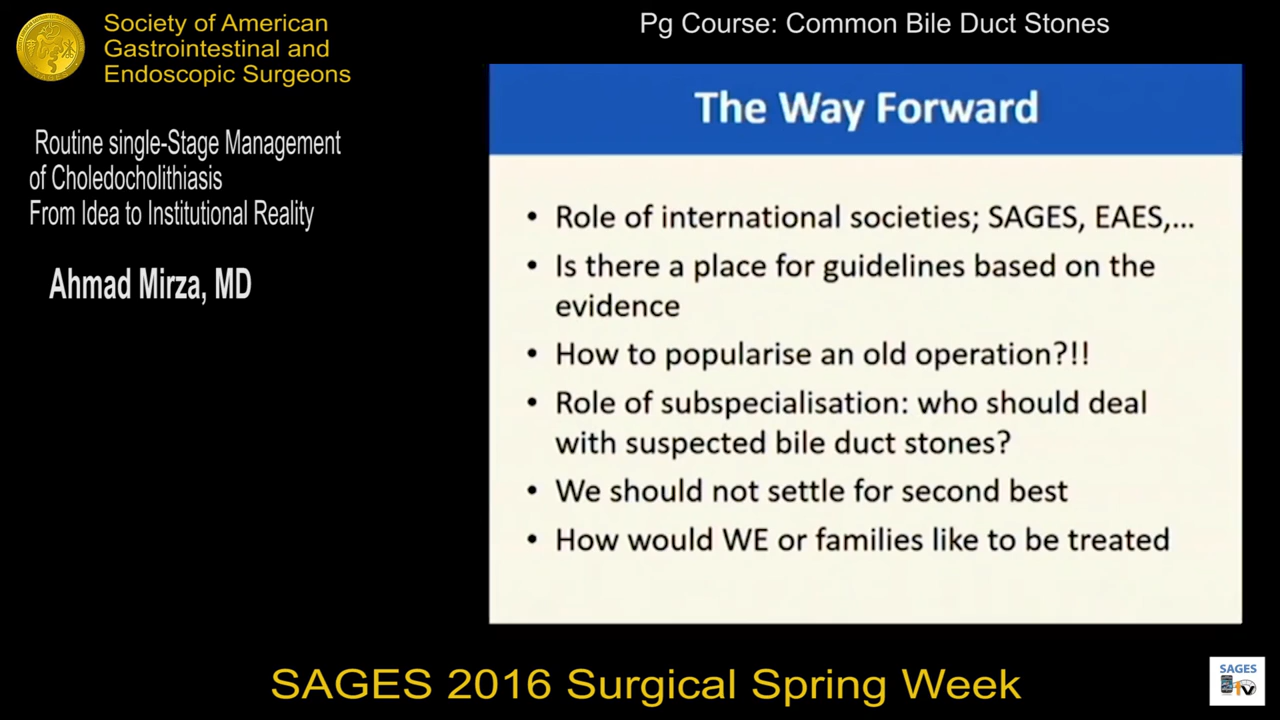 Society of American
Gastrointestinal and
Endoscopic Surgeons
Pg Course: Common Bile Duct Stones
Routine single-Stage Management
of Choledocholithiasis
From Idea to Institutional Reality
Ahmad Mirza, MD
The Way Forward
• Role of international societies; SAGES, EAES,...
• Is there a place for guidelines based on the
evidence
• How to popularise an old operation?!!
• Role of subspecialisation: who should deal
with suspected bile duct stones?
• We should not settle for second best
• How would WE or families like to be treated
SAGES 2016 Surgical Spring Week
SAGES
TV